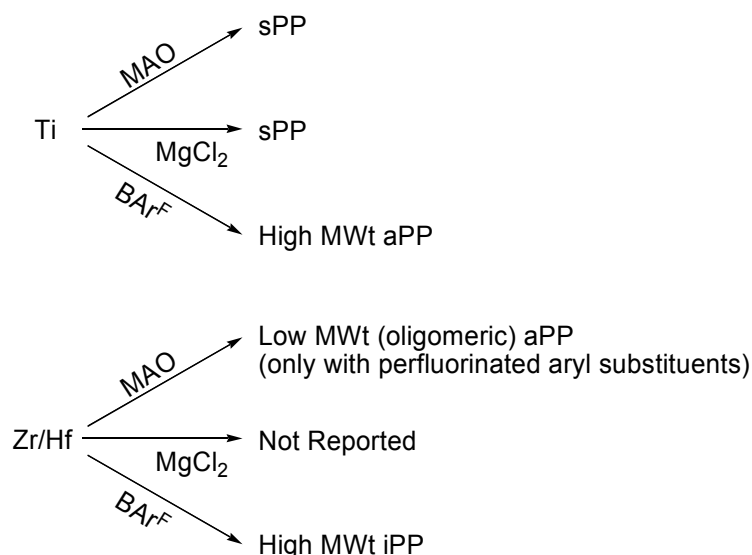 MAO
sPP
Ti
MgCl₂
sPP
BArᶠ
High MWt aPP
MAO
Low MWt (oligomeric) aPP
(only with perfluorinated aryl substituents)
Zr/Hf
MgCl₂
Not Reported
BArᶠ
High MWt iPP